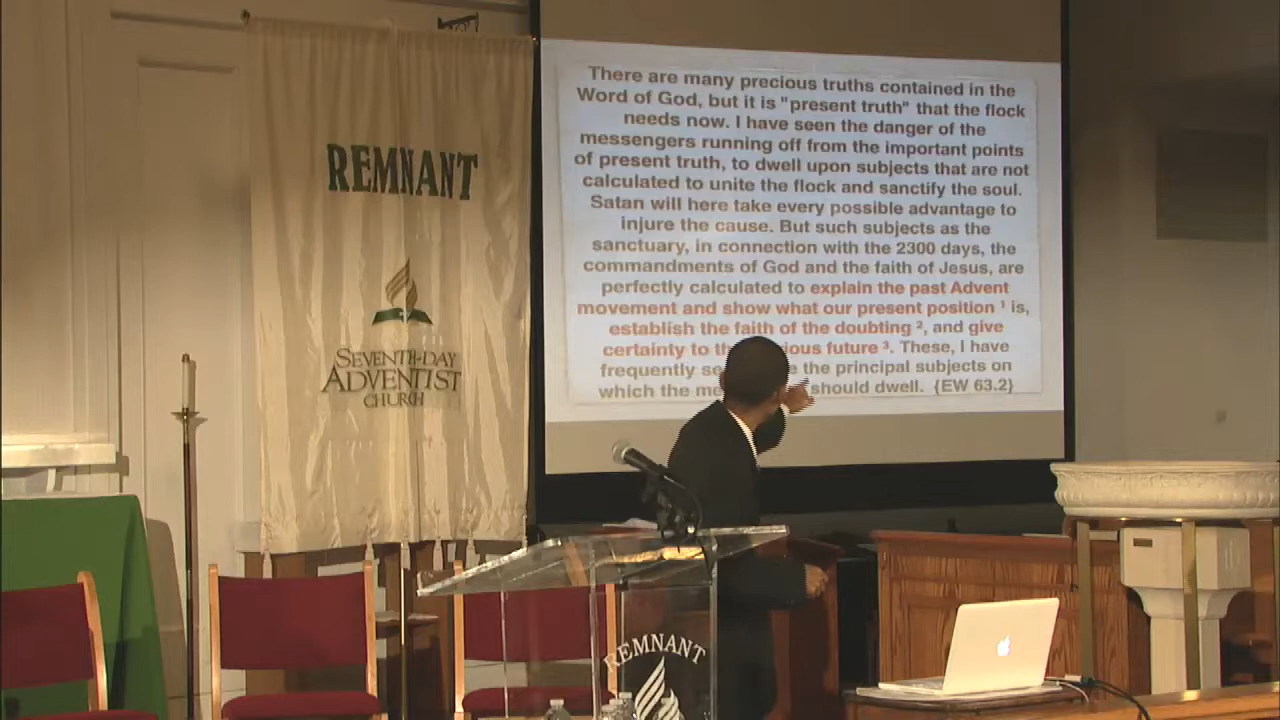 REMNANT
SEVENTH-DAY
ADVENTIST
CHURCH
There are many precious truths contained in the
Word of God, but it is "present truth" that the flock
needs now. I have seen the danger of the
messengers running off from the important points
of present truth, to dwell upon subjects that are not
calculated to unite the flock and sanctify the soul.
Satan will here take every possible advantage to
injure the cause. But such subjects as the
sanctuary, in connection with the 2300 days, the
commandments of God and the faith of Jesus, are
perfectly calculated to explain the past Advent
movement and show what our present position ¹ is,
establish the faith of the doubting ², and give
certainty to future ³. These, I have
frequently the principal subjects on
which the should dwell. {EW 63.2}
REMNANT